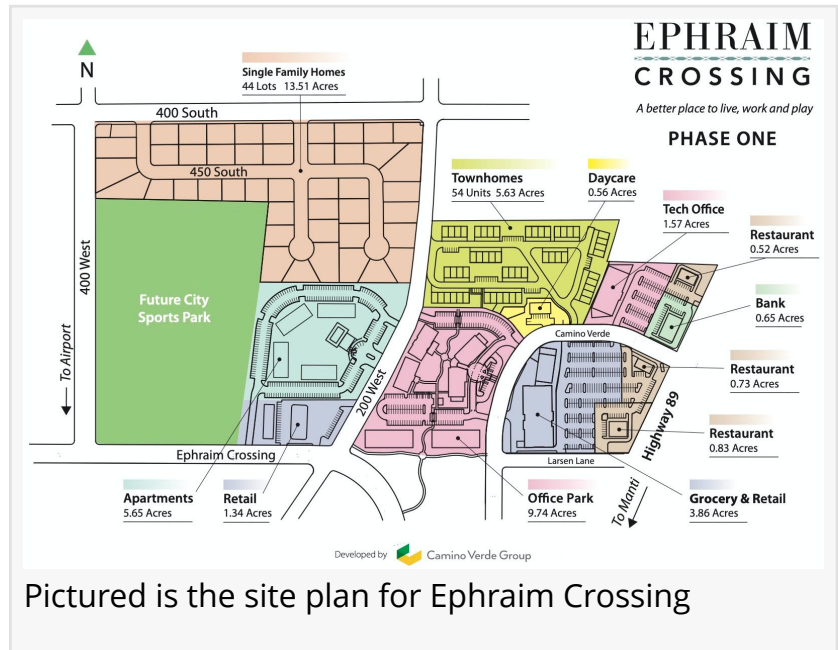 EPHRAIM
CROSSING
A better place to live, work and play
PHASE ONE
N
Single Family Homes
44 Lots 13.51 Acres
400 South
450 South
400 West
To Airport
Future City
Sports Park
Townhomes
54 Units 5.63 Acres
Daycare
0.56 Acres
Tech Office
1.57 Acres
Restaurant
0.52 Acres
Bank
0.65 Acres
Camino Verde
Restaurant
0.73 Acres
Restaurant
0.83 Acres
Highway 89
200 West
Ephraim Crossing
Larsen Lane
To Manti
Apartments
5.65 Acres
Retail
1.34 Acres
Office Park
9.74 Acres
Grocery & Retail
3.86 Acres
Developed by Camino Verde Group
Pictured is the site plan for Ephraim Crossing